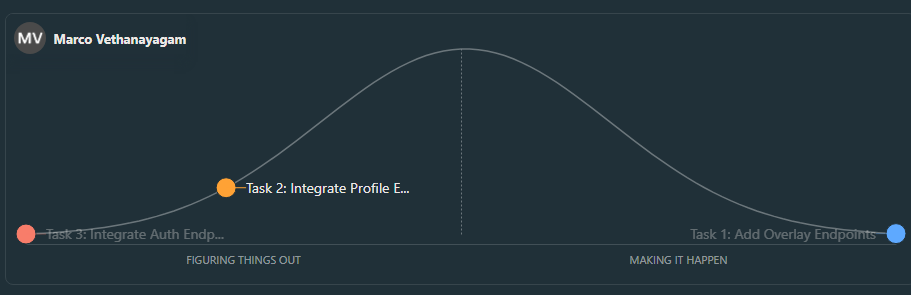 MV Marco Vethanayagam
Task 2: Integrate Profile E...
Task 3: Integrate Auth Endp...
Task 1: Add Overlay Endpoints
FIGURING THINGS OUT
MAKING IT HAPPEN